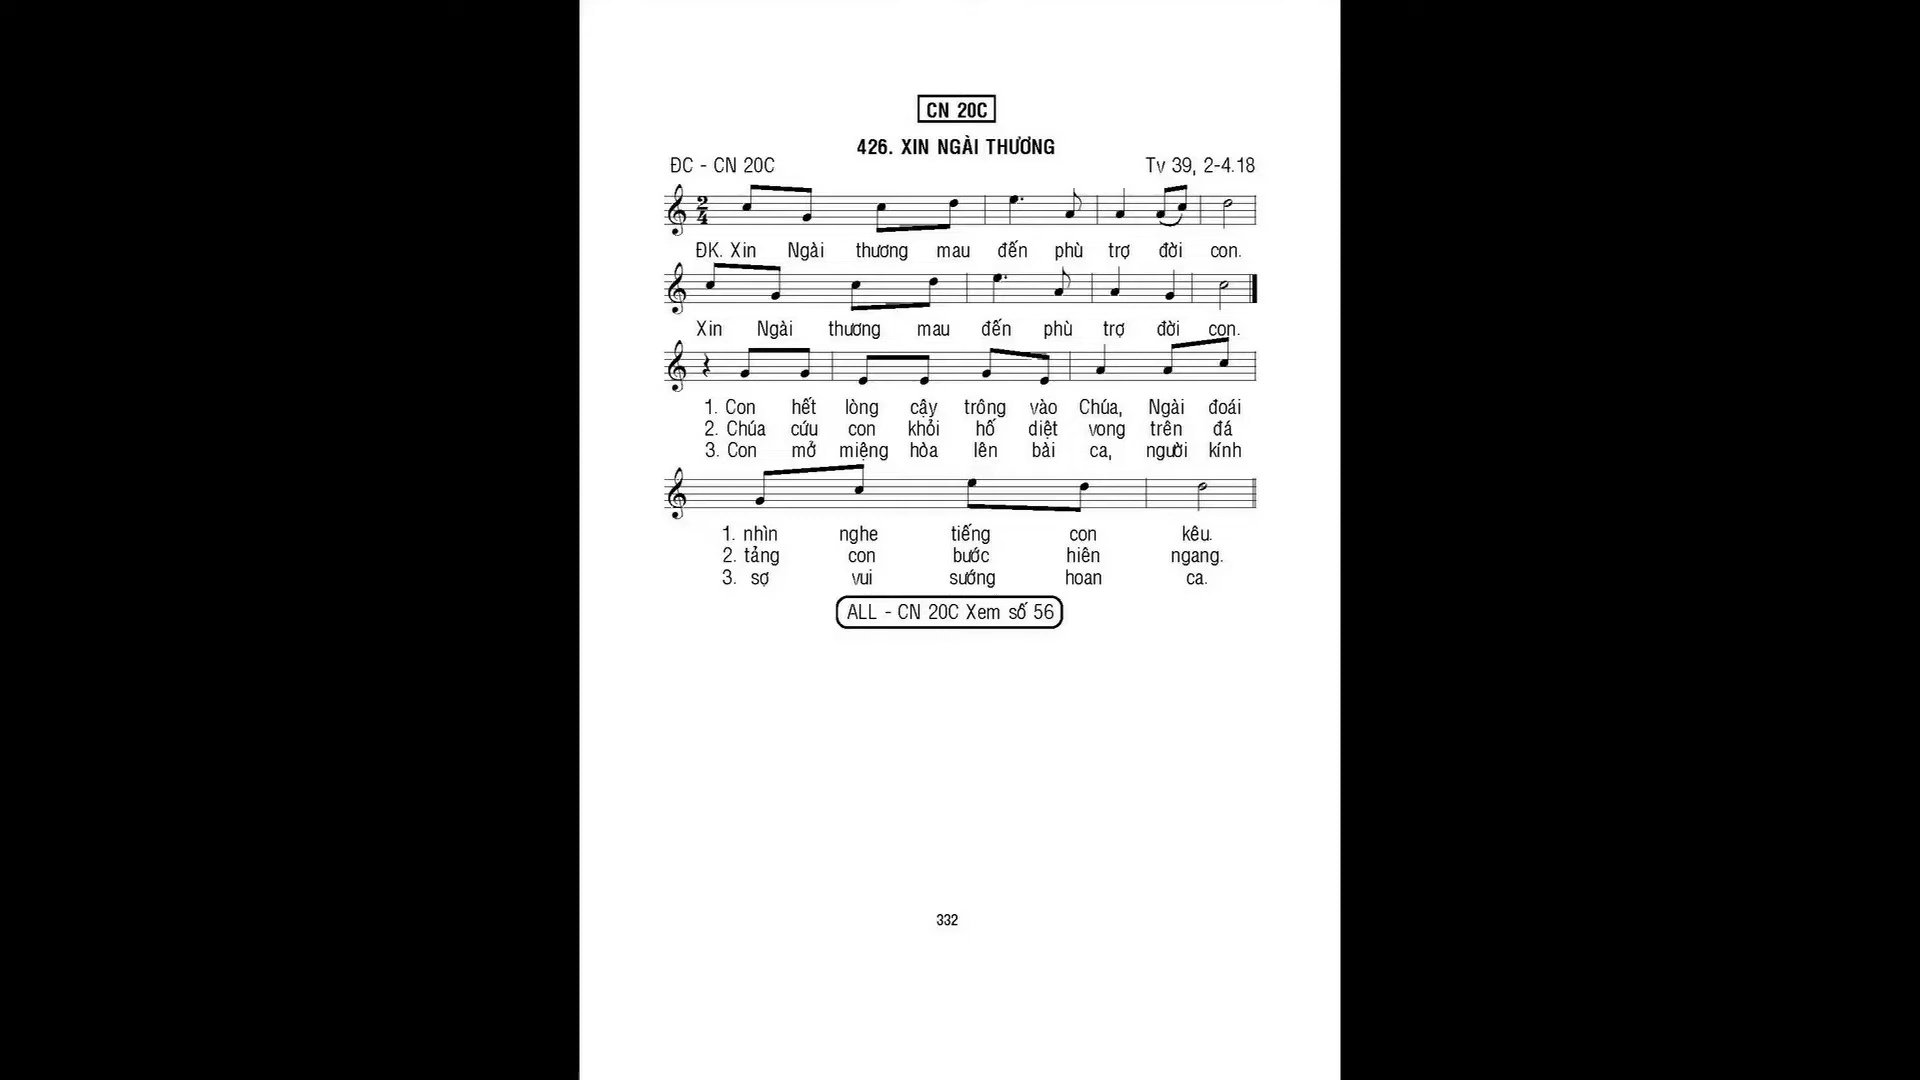 CN 20C
426. XIN NGÀI THƯƠNG
ĐC - CN 20C Tv 39, 2-4.18
2 4
ĐK. Xin Ngài thương mau đến phù trợ đời con.
Xin Ngài thương mau đến phù trợ đời con.
1. Con hết lòng cậy trông vào Chúa, Ngài đoái
2. Chúa cứu con khỏi hố diệt vong trên đá
3. Con mở miệng hòa lên bài ca, người kính
1. nhìn nghe tiếng con kêu.
2. tảng con bước hiên ngang.
3. sợ vui sướng hoan ca.
ALL - CN 20C Xem số 56
332